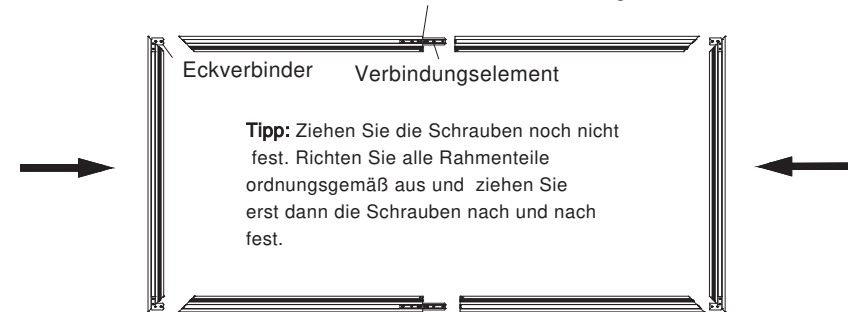 Eckverbinder
Verbindungselement
Tipp: Ziehen Sie die Schrauben noch nicht
fest. Richten Sie alle Rahmenteile
ordnungsgemäß aus und ziehen Sie
erst dann die Schrauben nach und nach
fest.